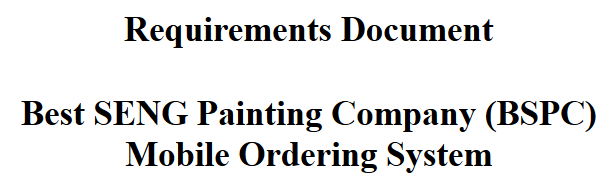 Requirements Document
Best SENG Painting Company (BSPC)
Mobile Ordering System